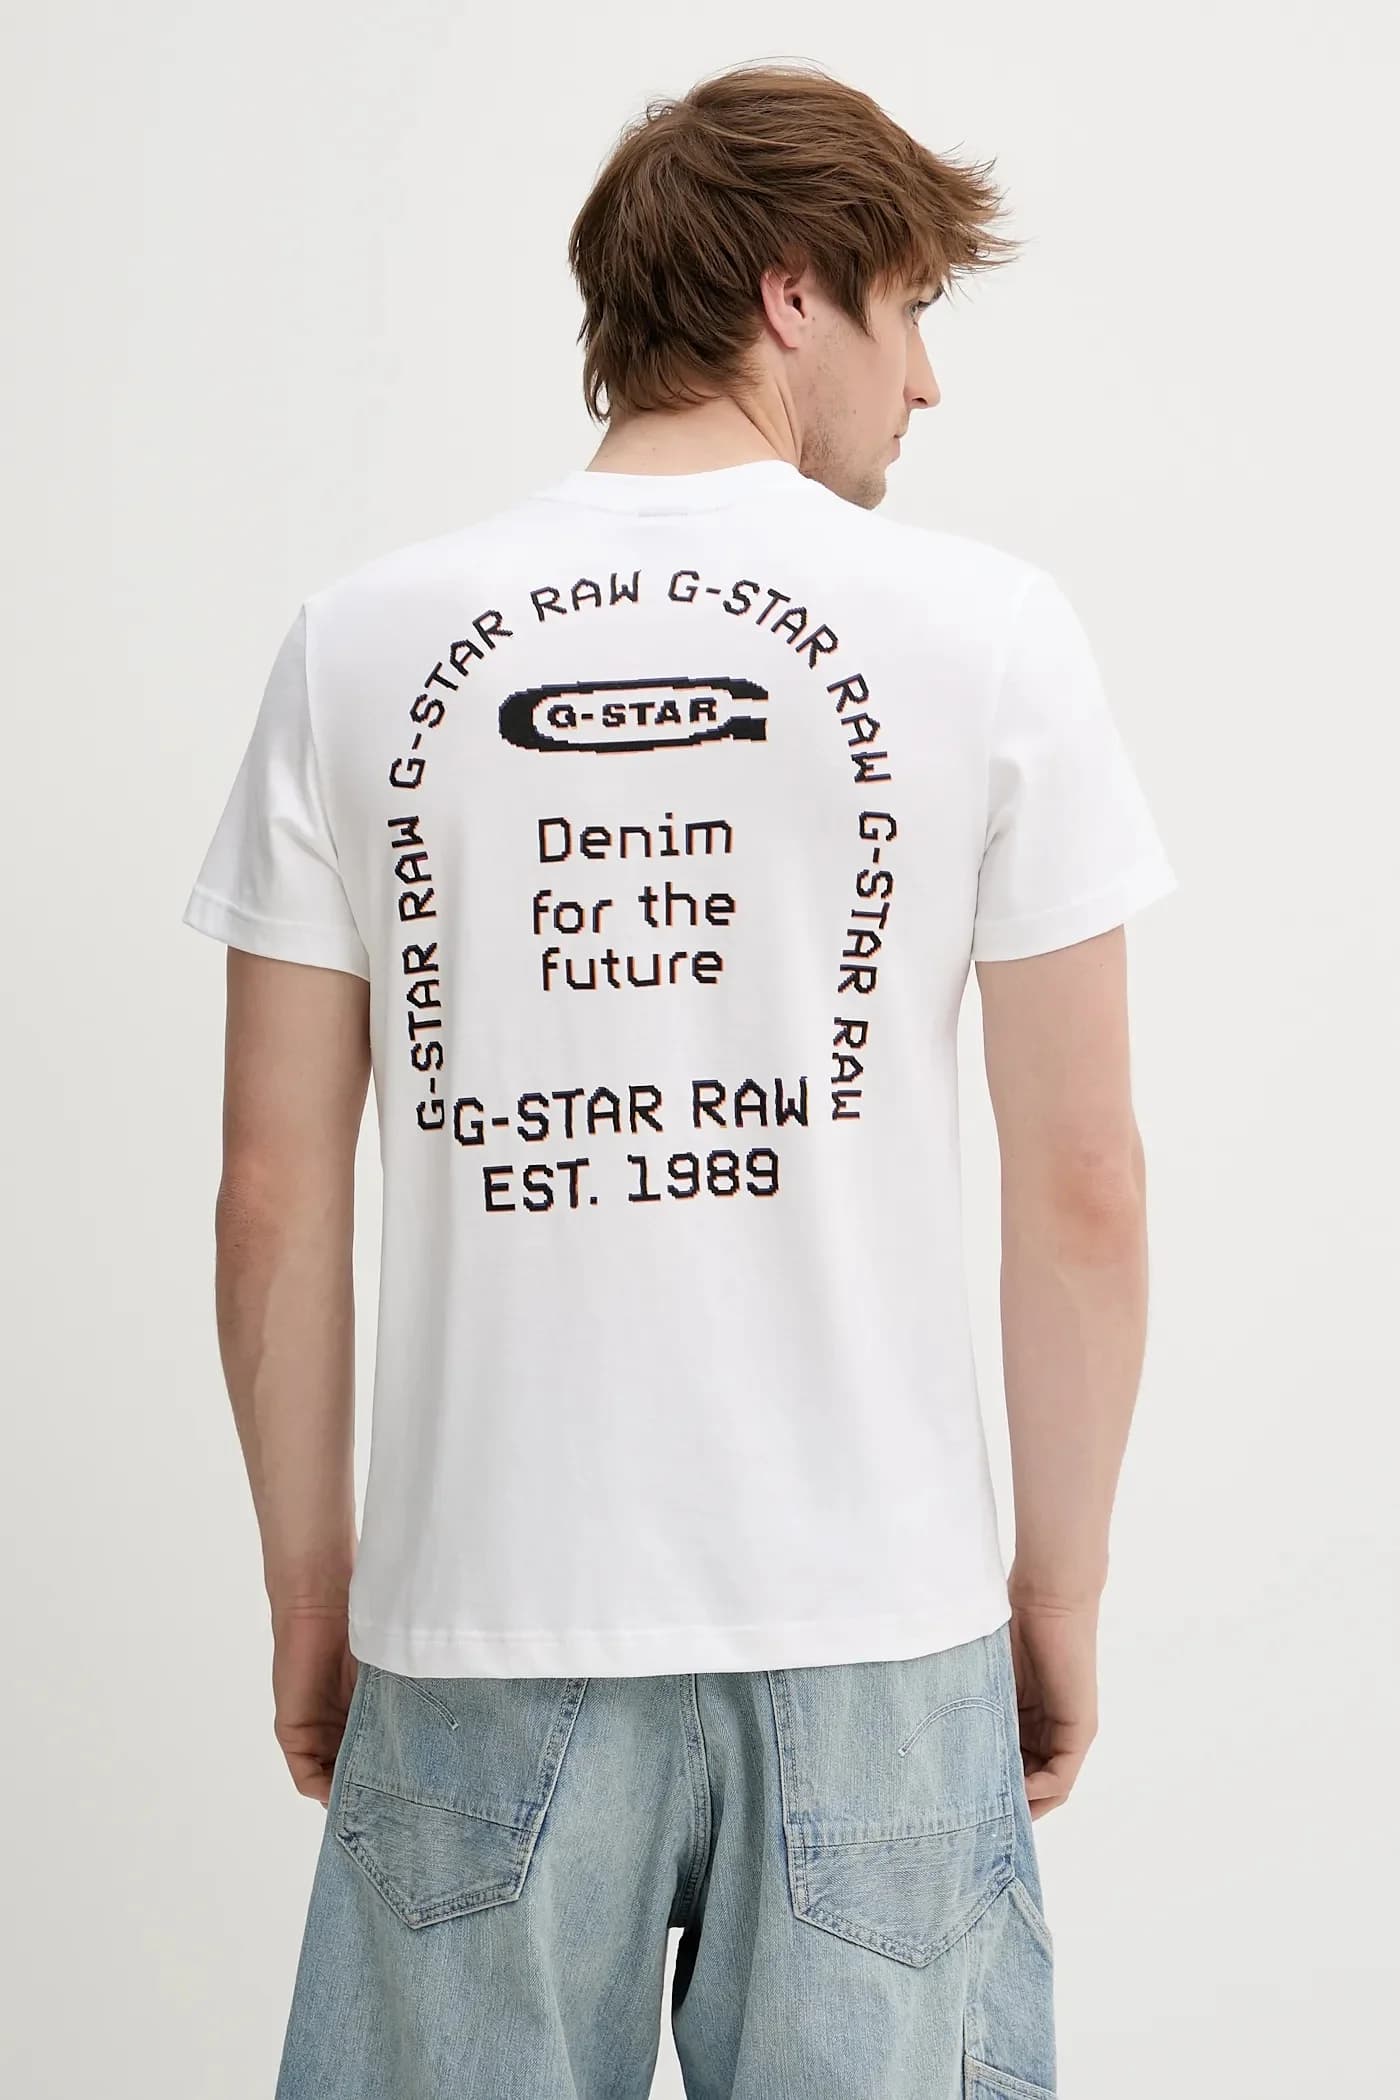 G-STAR RAW G-STAR RAW G-STAR RAW G-STAR RAW
G-STAR
Denim
for the
future
G-STAR RAW
EST. 1989